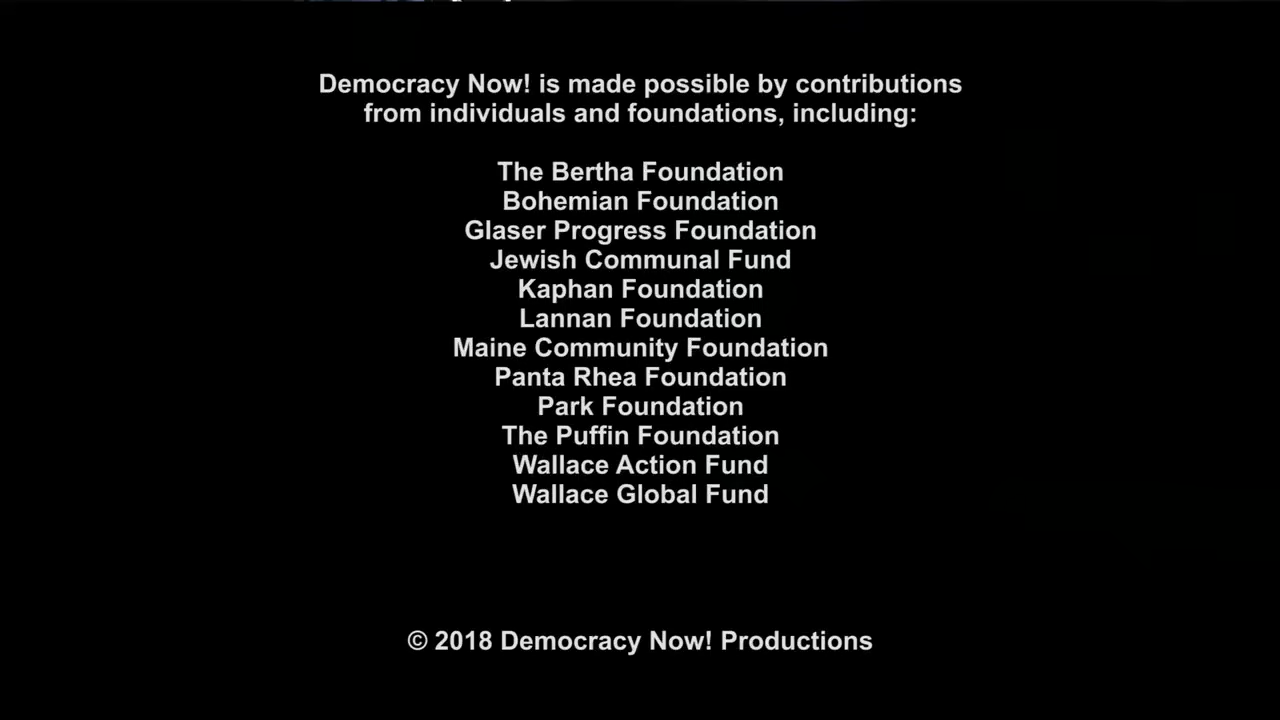 Democracy Now! is made possible by contributions
from individuals and foundations, including:
The Bertha Foundation
Bohemian Foundation
Glaser Progress Foundation
Jewish Communal Fund
Kaphan Foundation
Lannan Foundation
Maine Community Foundation
Panta Rhea Foundation
Park Foundation
The Puffin Foundation
Wallace Action Fund
Wallace Global Fund
© 2018 Democracy Now! Productions